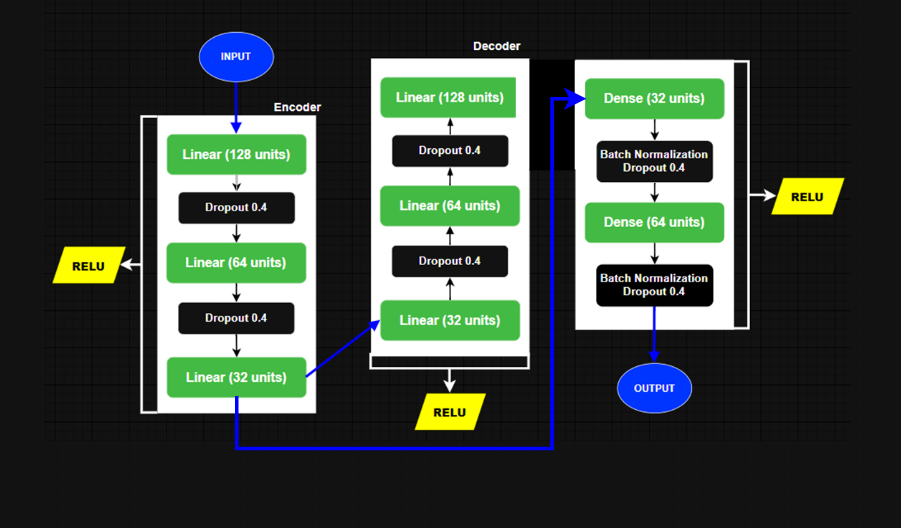 INPUT
Encoder
Linear (128 units)
Dropout 0.4
Linear (64 units)
Dropout 0.4
Linear (32 units)
RELU
Decoder
Linear (128 units)
Dropout 0.4
Linear (64 units)
Dropout 0.4
Linear (32 units)
RELU
Dense (32 units)
Batch Normalization
Dropout 0.4
Dense (64 units)
Batch Normalization
Dropout 0.4
RELU
OUTPUT